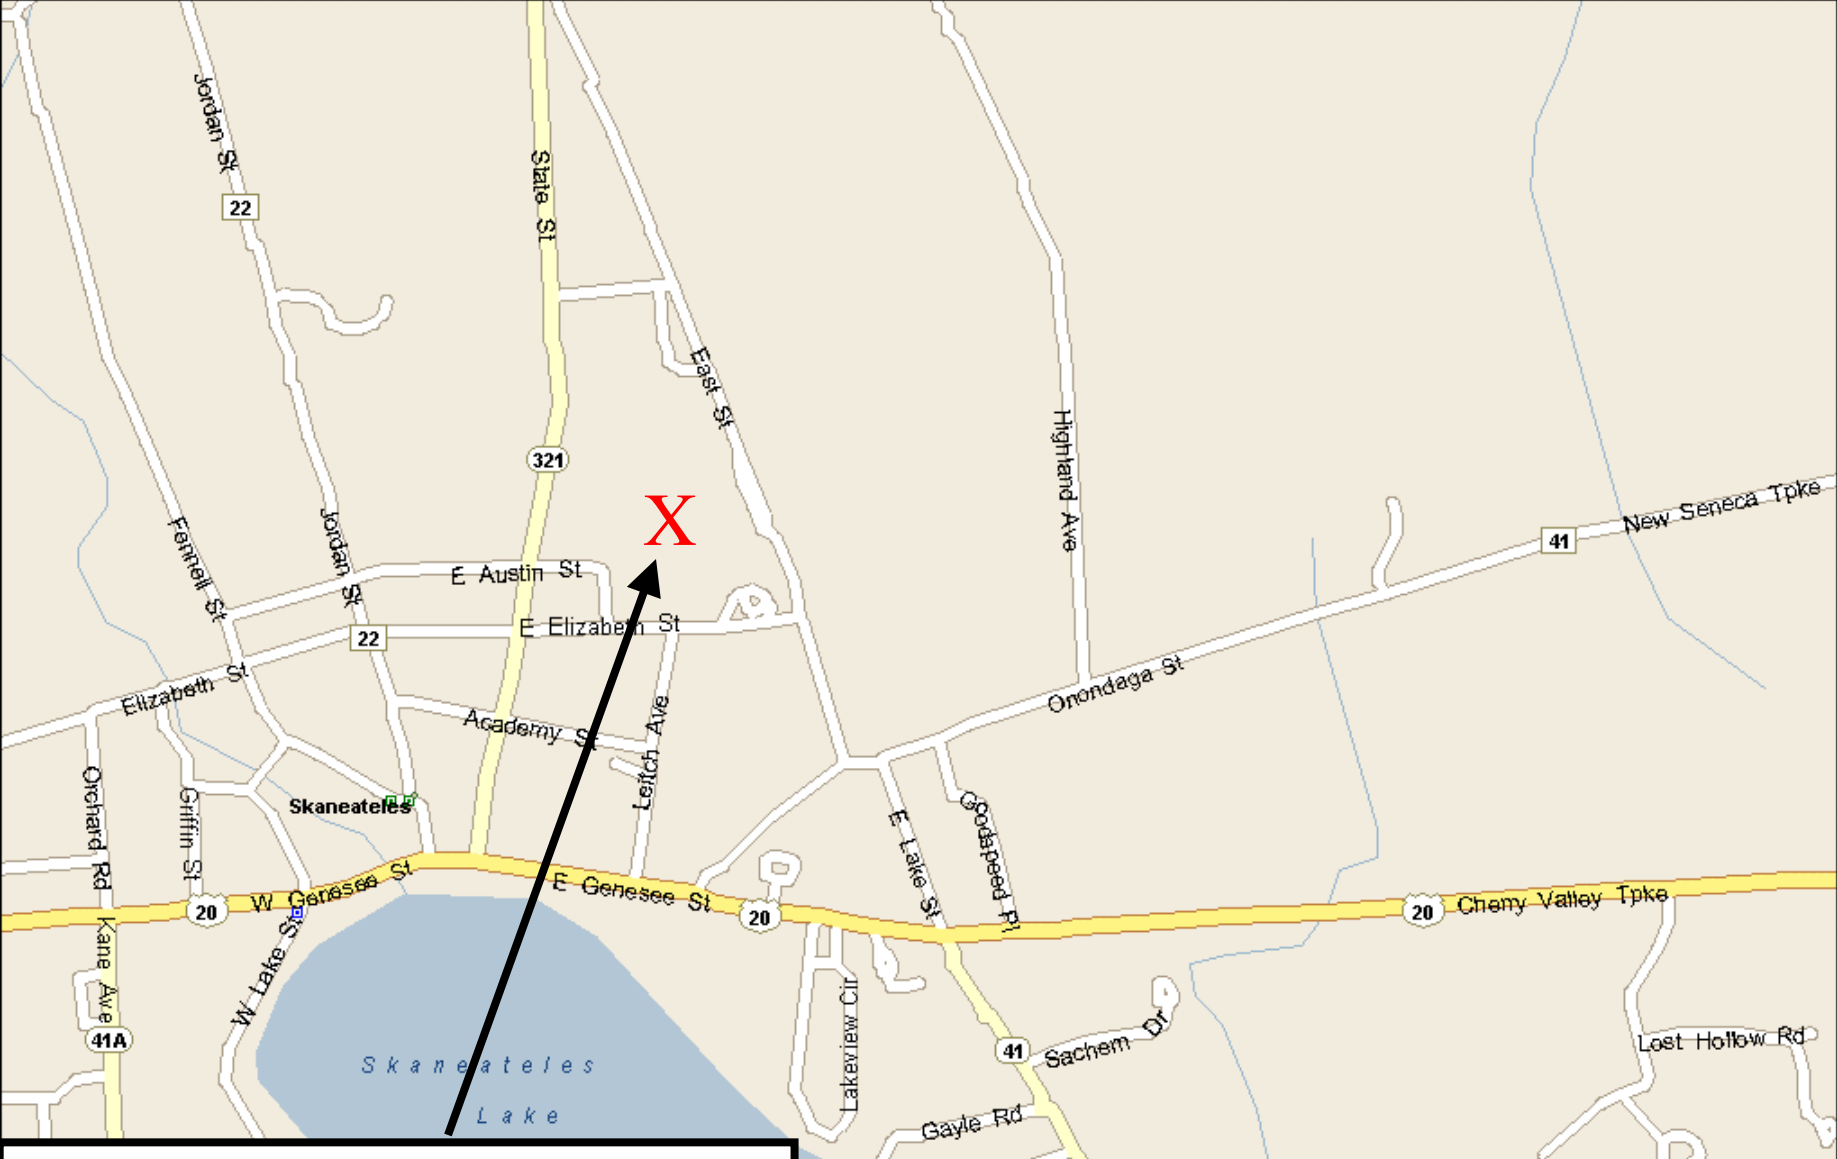 Jordan St
22
State St
East St
321
X
Highland Ave
Fennell St
Jordan St
E Austin St
E Elizabeth St
22
Elizabeth St
41
New Seneca Tpke
Onondaga St
Academy St
Leitch Ave
Orchard Rd
Griffin St
Skaneateles
E Lake St
Goodspeed Pl
W Genesee St
20
E Genesee St
20
20
Cherry Valley Tpke
Kane Ave
W Lake St
41A
Skaneateles
Lake
Lakeview Cir
41
Sachem Dr
Gayle Rd
Lost Hollow Rd